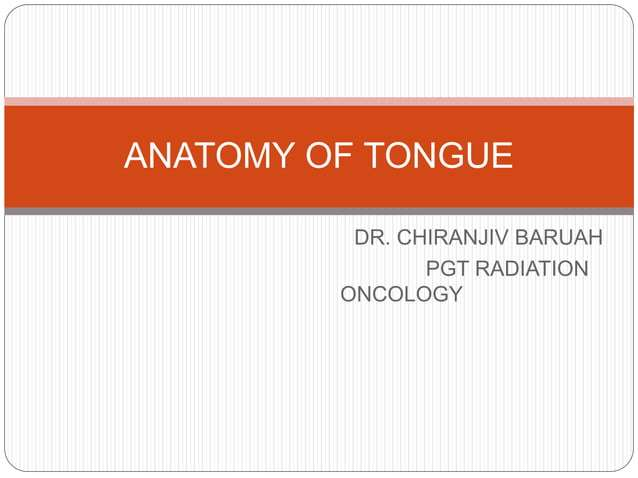 ANATOMY OF TONGUE
DR. CHIRANJIV BARUAH
PGT RADIATION
ONCOLOGY